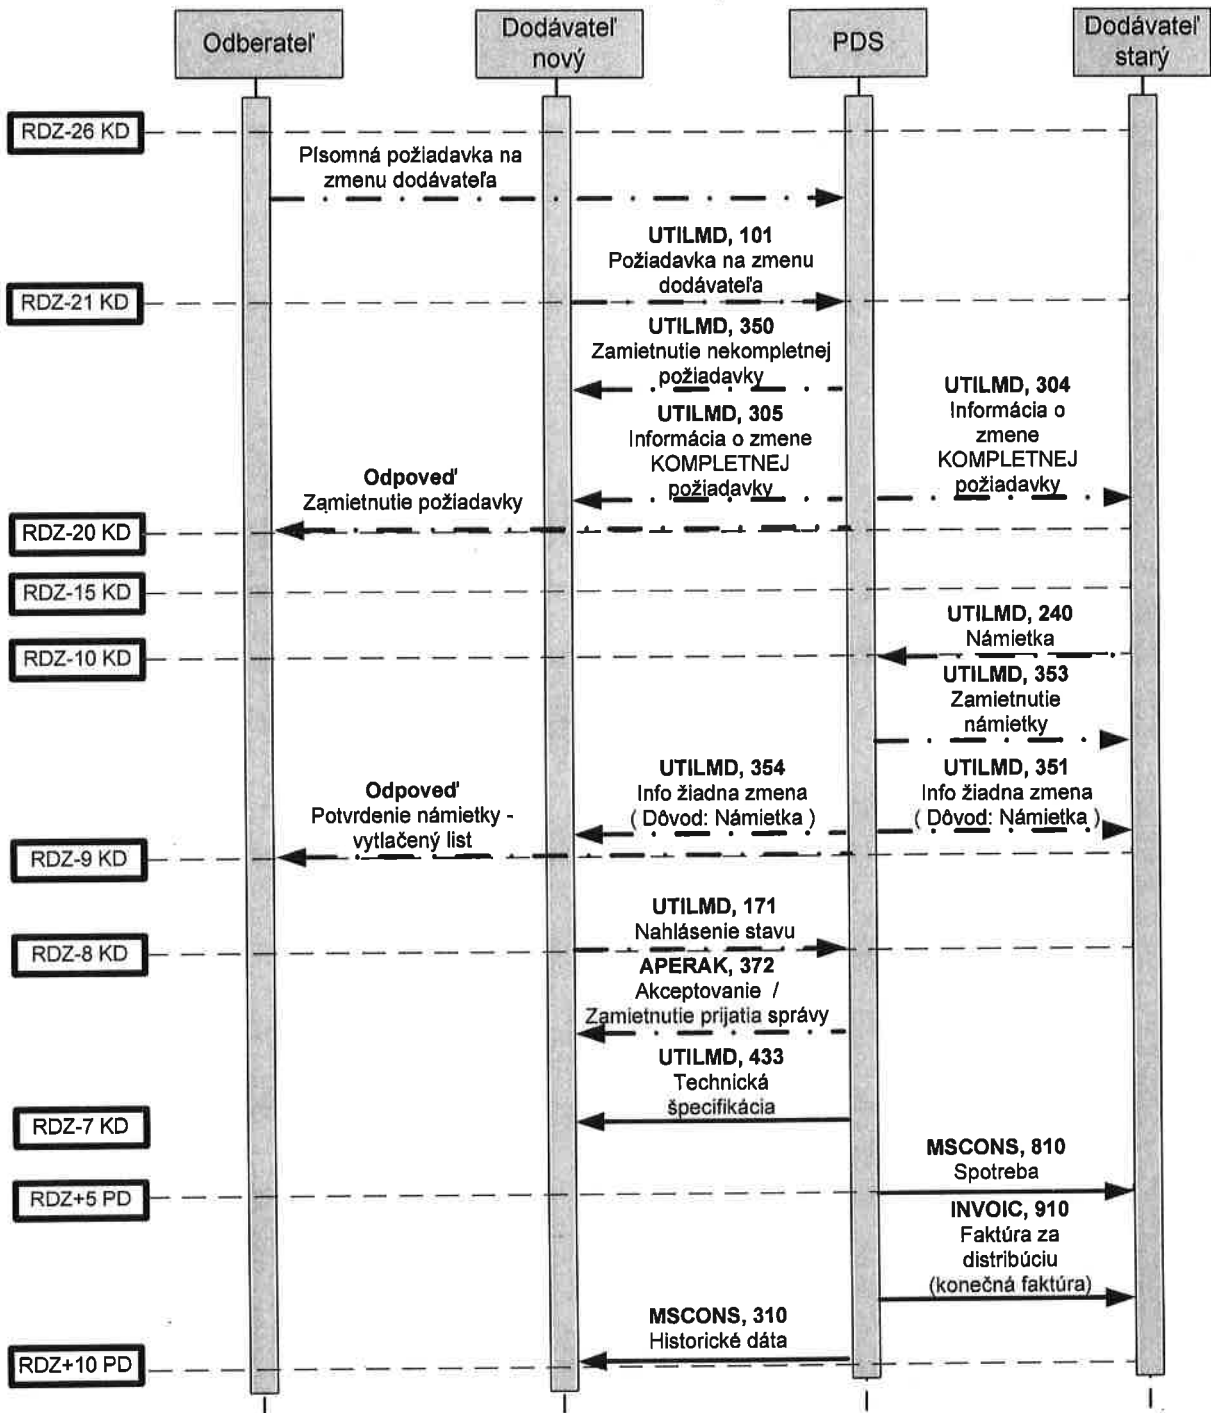 Odberateľ
Dodávateľ
nový
PDS
Dodávateľ
starý
RDZ-26 KD
Písomná požiadavka na
zmenu dodávateľa
UTILMD, 101
Požiadavka na zmenu
dodávateľa
RDZ-21 KD
UTILMD, 350
Zamietnutie nekompletnej
požiadavky
UTILMD, 304
Informácia o
zmene
KOMPLETNEJ
požiadavky
UTILMD, 305
Informácia o zmene
KOMPLETNEJ
požiadavky
Odpoveď
Zamietnutie požiadavky
RDZ-20 KD
RDZ-15 KD
UTILMD, 240
Námietka
RDZ-10 KD
UTILMD, 353
Zamietnutie
námietky
UTILMD, 354
Info žiadna zmena
( Dôvod: Námietka )
UTILMD, 351
Info žiadna zmena
( Dôvod: Námietka )
Odpoveď
Potvrdenie námietky -
vytlačený list
RDZ-9 KD
UTILMD, 171
Nahlásenie stavu
RDZ-8 KD
APERAK, 372
Akceptovanie /
Zamietnutie prijatia správy
UTILMD, 433
Technická
špecifikácia
RDZ-7 KD
MSCONS, 810
Spotreba
RDZ+5 PD
INVOIC, 910
Faktúra za
distribúciu
(konečná faktúra)
MSCONS, 310
Historické dáta
RDZ+10 PD